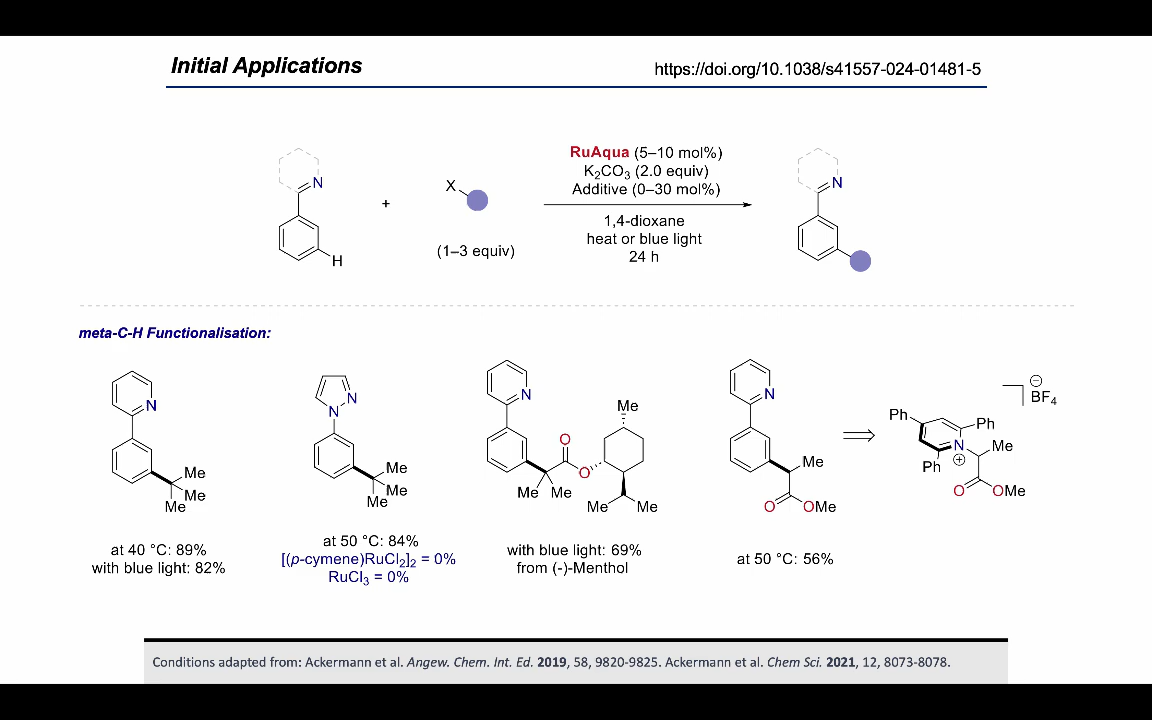 Initial Applications
https://doi.org/10.1038/s41557-024-01481-5
N
H
+
X
(1–3 equiv)
RuAqua (5–10 mol%)
K2CO3 (2.0 equiv)
Additive (0–30 mol%)
1,4-dioxane
heat or blue light
24 h
N
meta-C-H Functionalisation:
N
Me
Me
Me
at 40 °C: 89%
with blue light: 82%
N
N
Me
Me
Me
at 50 °C: 84%
[(p-cymene)RuCl2]2 = 0%
RuCl3 = 0%
N
Me
O
O
Me Me
Me Me
with blue light: 69%
from (-)-Menthol
N
Me
O OMe
at 50 °C: 56%
⊖
BF4
Ph
Ph
N
⊕
Me
Ph
O OMe
Conditions adapted from: Ackermann et al. Angew. Chem. Int. Ed. 2019, 58, 9820-9825. Ackermann et al. Chem Sci. 2021, 12, 8073-8078.